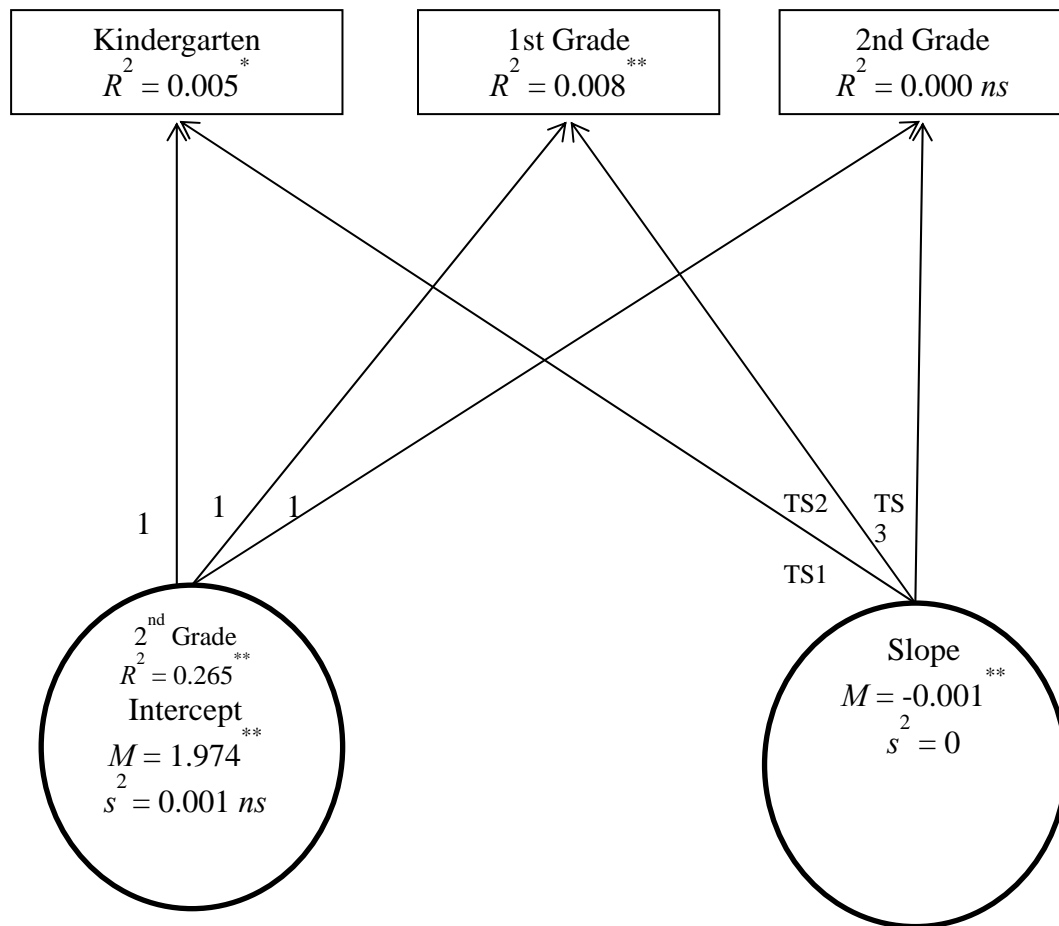 Kindergarten
R² = 0.005*
1st Grade
R² = 0.008**
2nd Grade
R² = 0.000 ns
1
1
1
TS2
TS
3
TS1
2nd Grade
R² = 0.265**
Intercept
M = 1.974**
s² = 0.001 ns
Slope
M = -0.001**
s² = 0